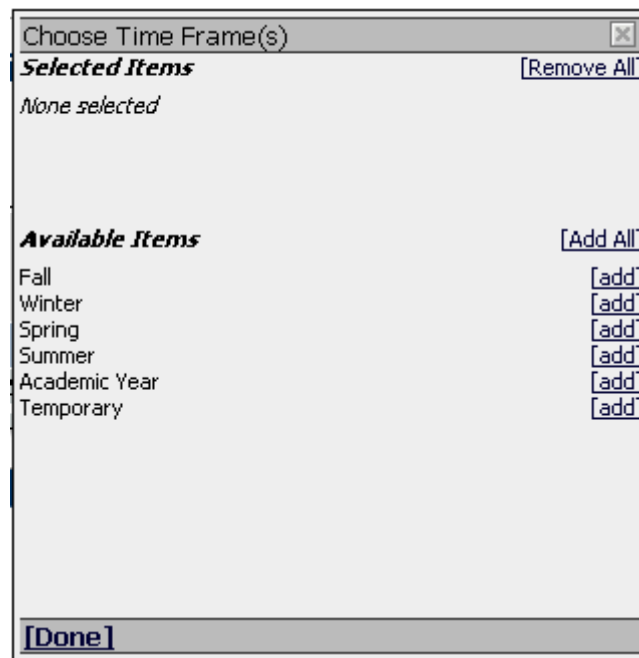 Choose Time Frame(s)
Selected Items [Remove All]
None selected
Available Items [Add All]
Fall [add]
Winter [add]
Spring [add]
Summer [add]
Academic Year [add]
Temporary [add]
[Done]